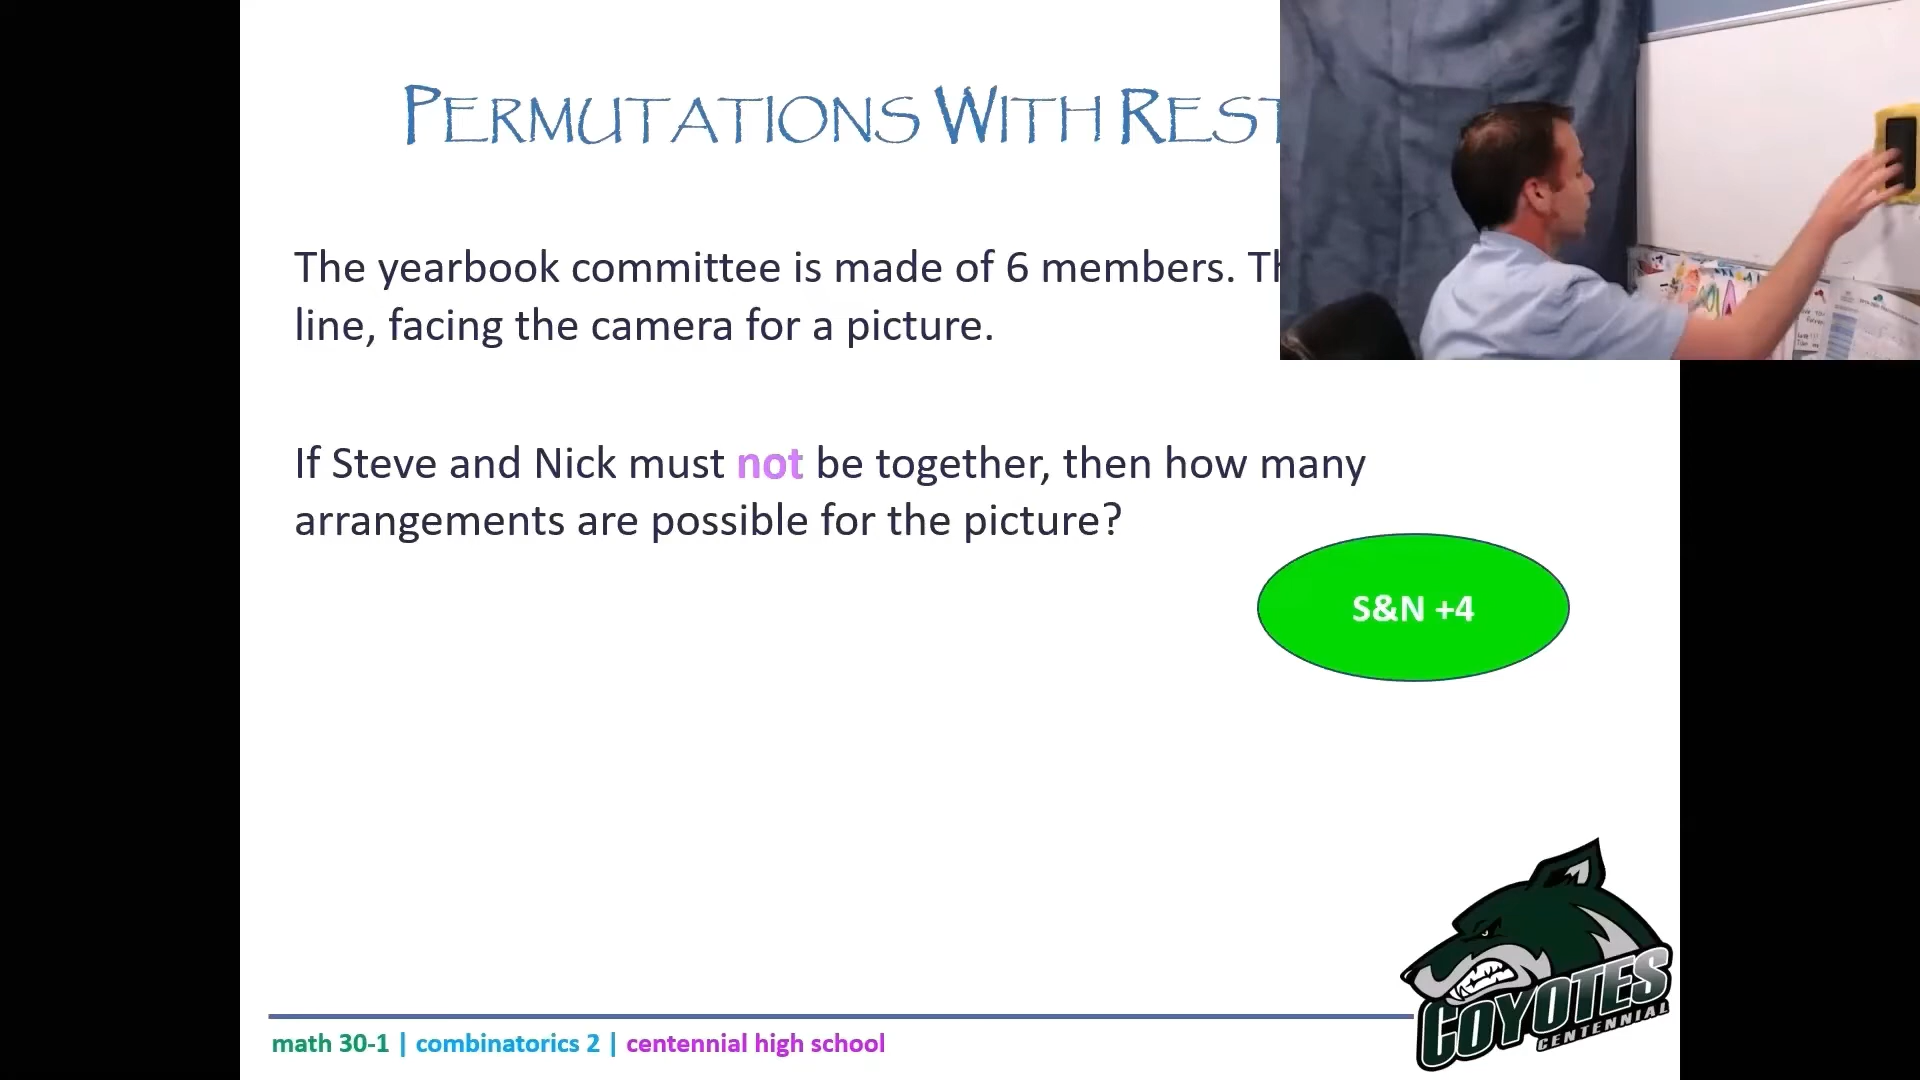 PERMUTATIONS WITH REST
The yearbook committee is made of 6 members. Th
line, facing the camera for a picture.
If Steve and Nick must not be together, then how many
arrangements are possible for the picture?
S&N +4
COYOTES
CENTENNIAL
math 30-1 | combinatorics 2 | centennial high school